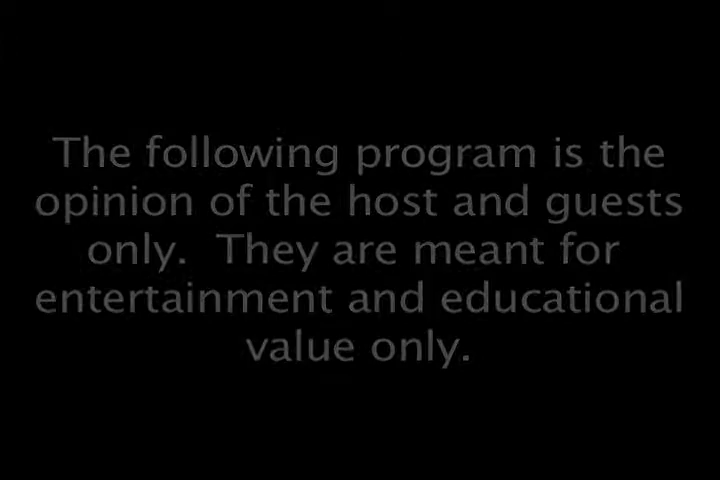 The following program is the
opinion of the host and guests
only.  They are meant for
entertainment and educational
value only.